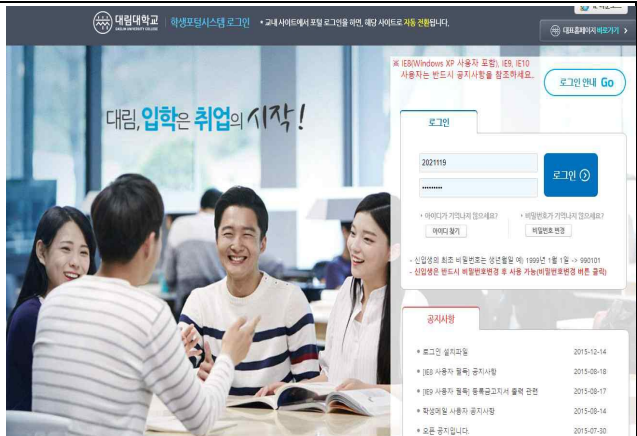 대림대학교
DAELIM UNIVERSITY COLLEGE
학생포털시스템 로그인
• 교내 사이트에서 포털 로그인을 하면, 해당 사이트로 자동 전환됩니다.
대표홈페이지 바로가기 >
※ IE8(Windows XP 사용자 포함), IE9, IE10
사용자는 반드시 공지사항을 참조하세요.
로그인 안내 Go
대림, 입학은 취업의 시작!
로그인
2021119
로그인
• 아이디가 기억나지 않으세요?
아이디 찾기
• 비밀번호가 기억나지 않으세요?
비밀번호 변경
- 신입생의 최초 비밀번호는 생년월일 예) 1999년 1월 1일 -> 990101
- 신입생은 반드시 비밀번호변경 후 사용 가능(비밀번호변경 버튼 클릭)
공지사항
로그인 설치파일 2015-12-14
[IE8 사용자 필독] 공지사항 2015-08-18
[IE9 사용자 필독] 등록금고지서 출력 관련 2015-08-17
학생메일 사용자 공지사항 2015-08-14
오픈 공지입니다. 2015-07-30